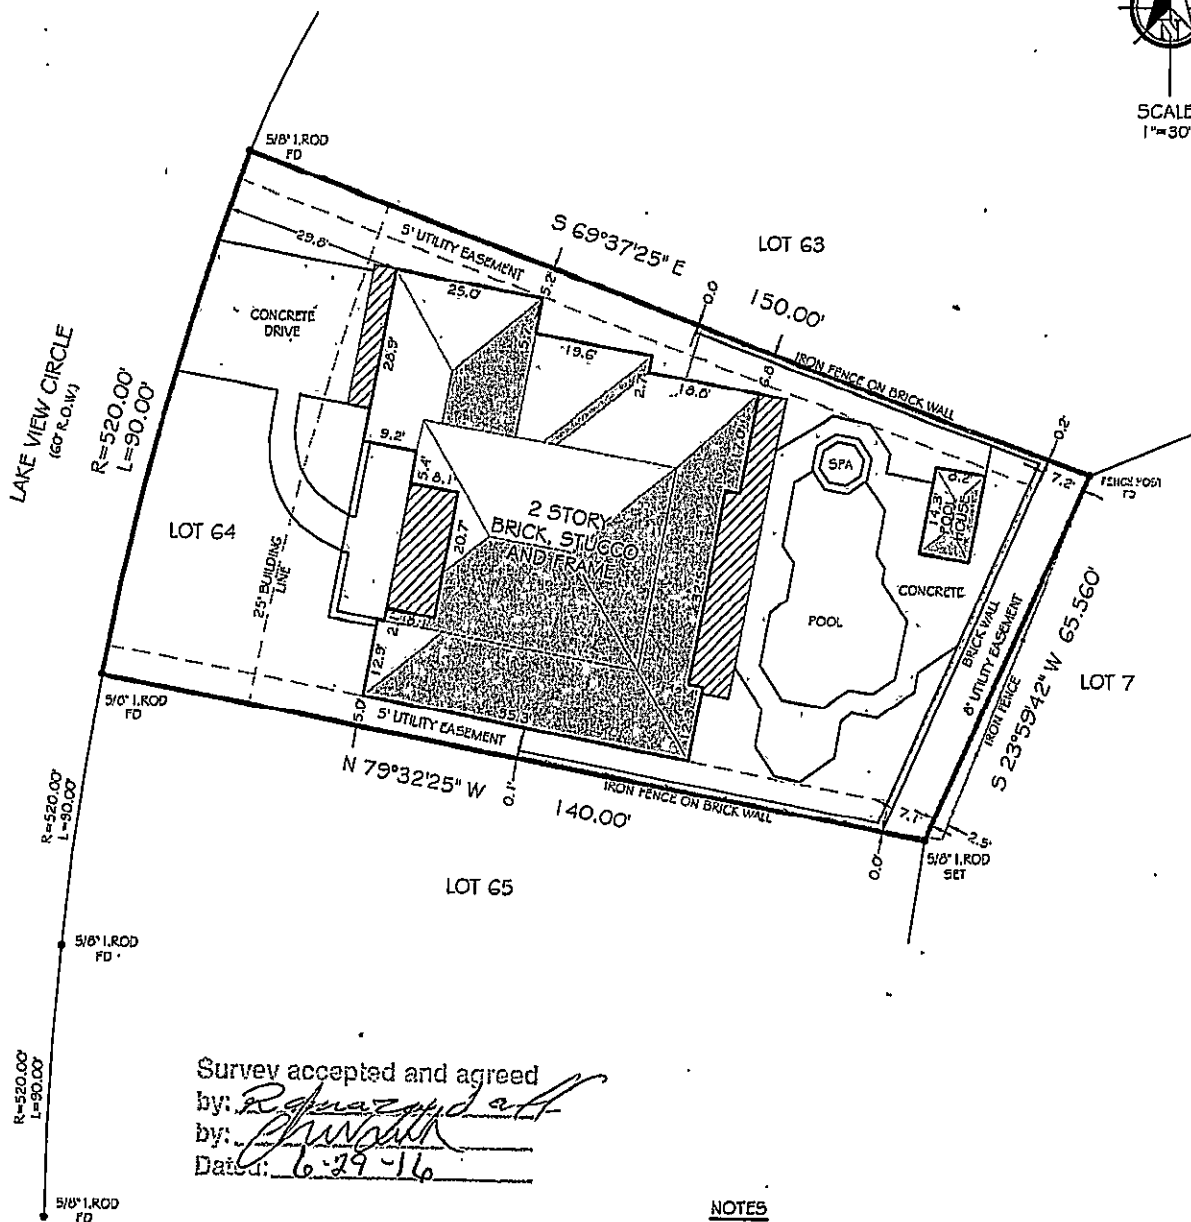 N
SCALE
1"=30'
5/8" I.ROD
FD
S 69°37'25" E
150.00'
LOT 63
5' UTILITY EASEMENT
29.8'
25.0'
5.2'
0.0
CONCRETE
DRIVE
28.9'
19.6'
18.8'
IRON FENCE ON BRICK WALL
0.2'
7.2'
FD
LAKE VIEW CIRCLE
(60' R.O.W.)
R=520.00'
L=90.00'
9.2'
5.4'
8.1'
20.7'
SPA
8.2'
14.3'
POOL
HOUSE
2 STORY
BRICK, STUCCO
AND FRAME
LOT 64
25' BUILDING
LINE
CONCRETE
POOL
BRICK WALL
8' UTILITY EASEMENT
IRON FENCE
S 23°59'42" W 65.560'
LOT 7
12.9'
5/8" I.ROD
FD
5.0'
5' UTILITY EASEMENT
N 79°32'25" W
0.1'
140.00'
IRON FENCE ON BRICK WALL
7.1'
2.5'
0.0'
5/8" I.ROD
SET
R=520.00'
L=90.00'
LOT 65
5/8" I.ROD
FD
R=520.00'
L=90.00'
Survey accepted and agreed
by:
by:
Dated: 6-29-16
5/8" I.ROD
FD
NOTES